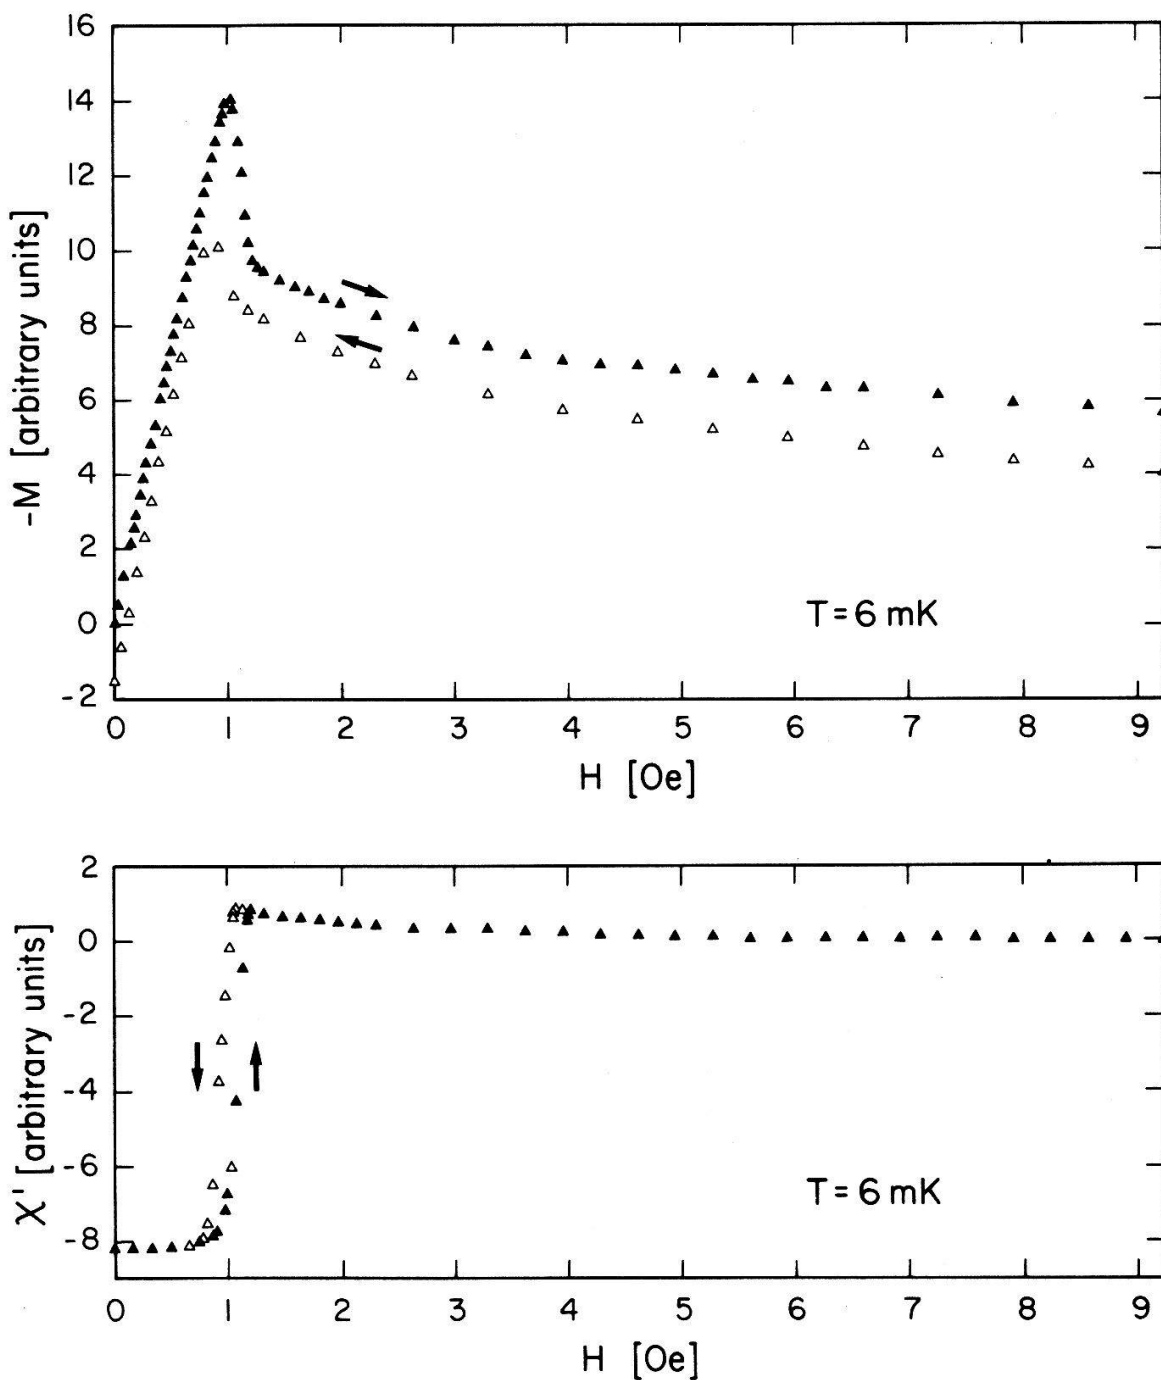 16
14
12
10
8
6
4
2
0
-2
-M [arbitrary units]
T = 6 mK
0 1 2 3 4 5 6 7 8 9
H [Oe]
2
0
-2
-4
-6
-8
χ' [arbitrary units]
T = 6 mK
0 1 2 3 4 5 6 7 8 9
H [Oe]